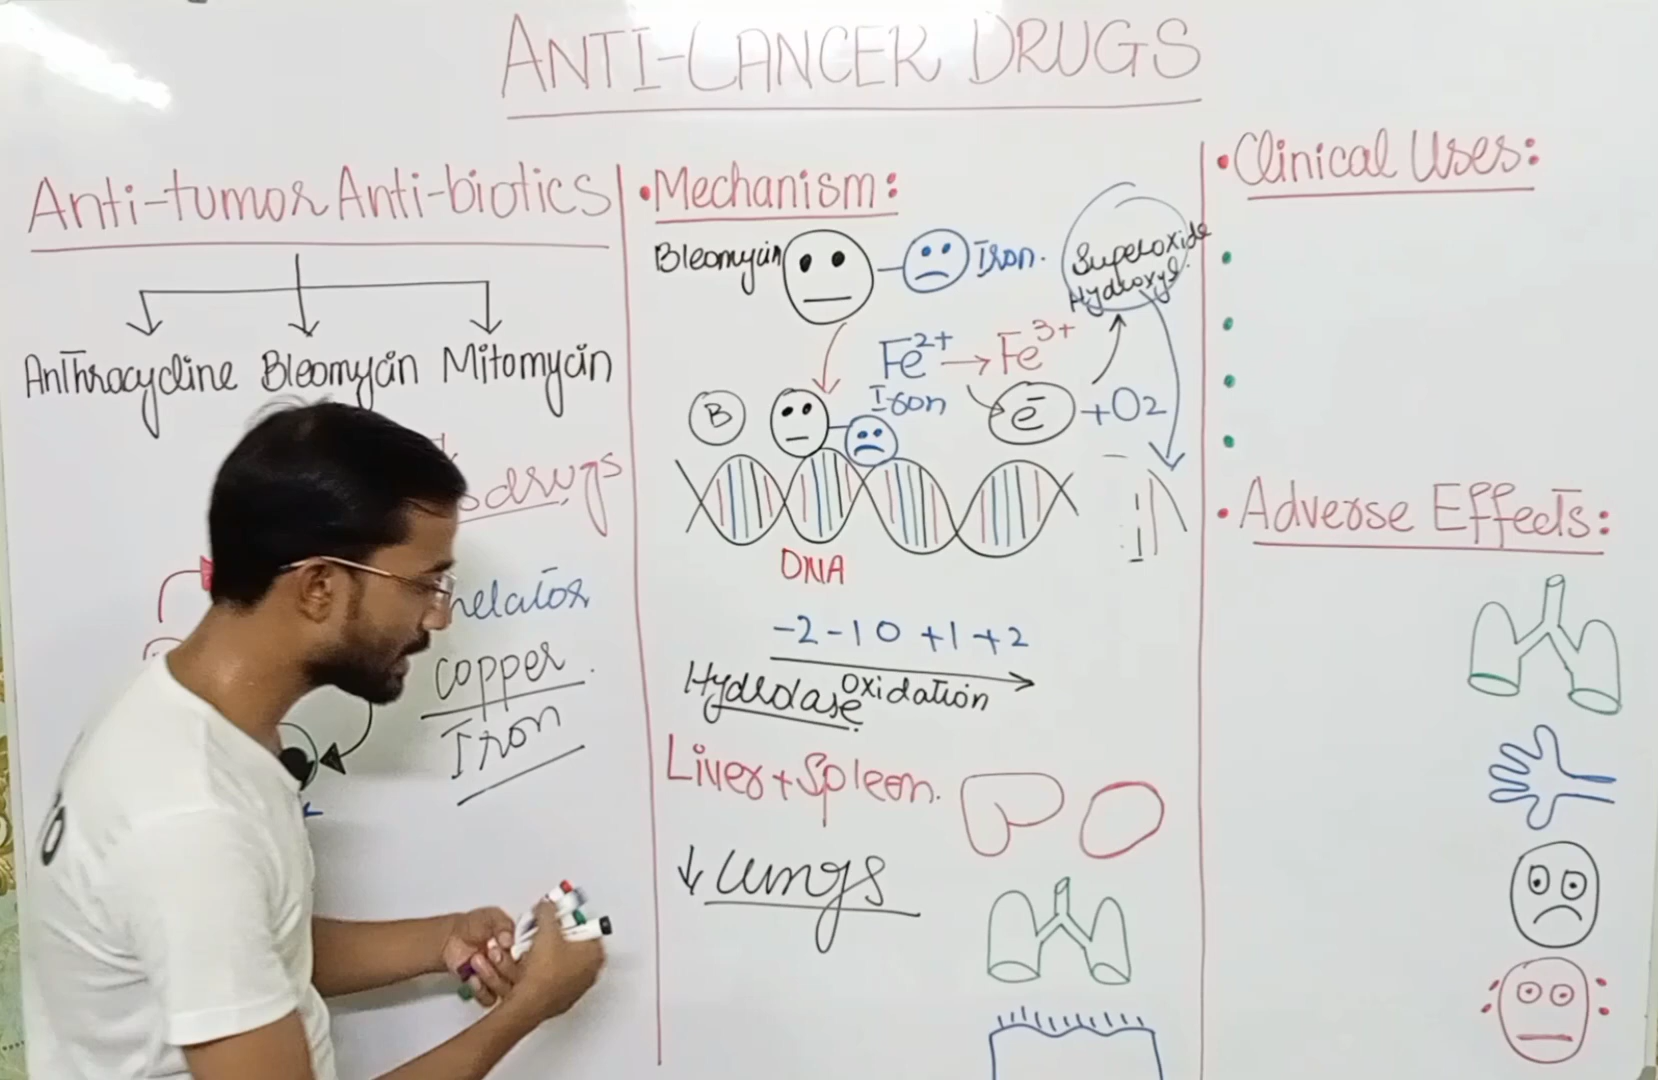 ANTI-CANCER DRUGS
Anti-tumor Anti-biotics
Anthracycline Bleomycin Mitomycin
drugs
helator
Copper
Iron
• Mechanism:
Bleomycin
Iron.
Superoxide
Hydroxyl.
Fe2+ → Fe3+
Iron
B
e- + O2
DNA
-2 -1 0 +1 +2
Oxidation
Hydrolase
Liver + Spleen.
↓ Lungs
• Clinical Uses:
• Adverse Effects: